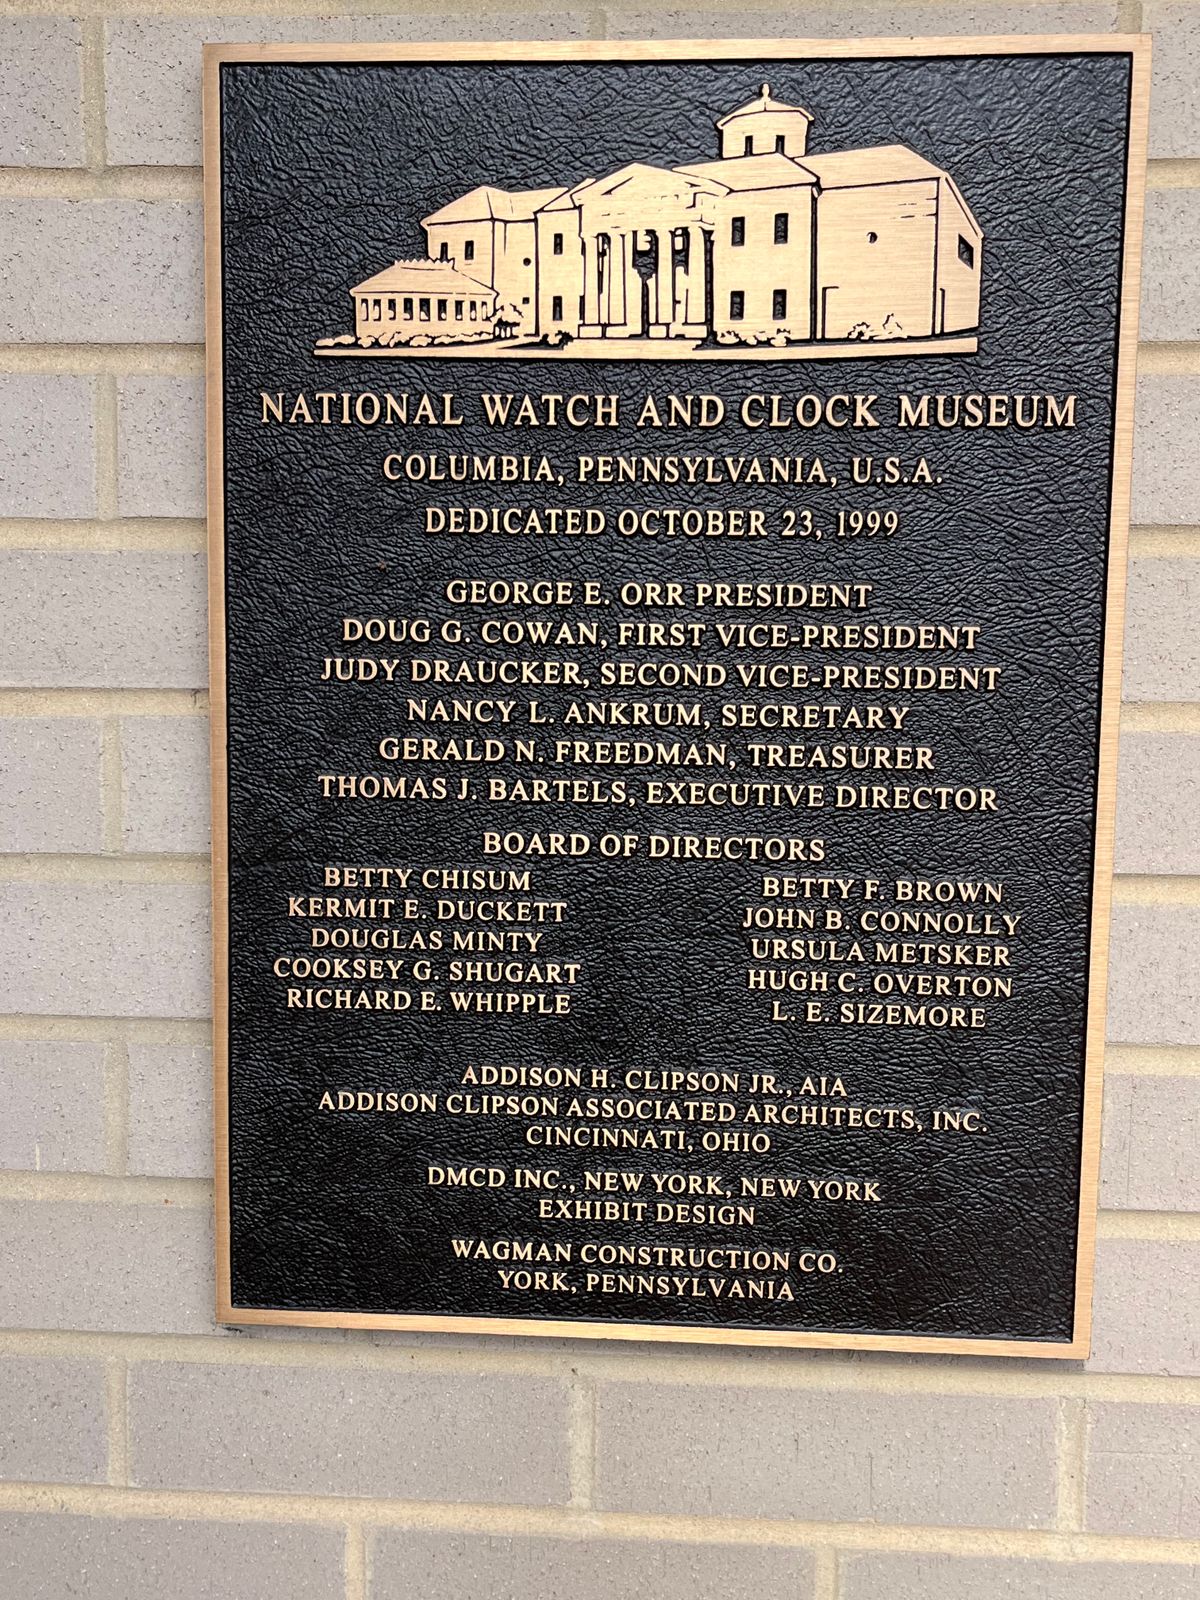 NATIONAL WATCH AND CLOCK MUSEUM
COLUMBIA, PENNSYLVANIA, U.S.A.
DEDICATED OCTOBER 23, 1999
GEORGE E. ORR PRESIDENT
DOUG G. COWAN, FIRST VICE-PRESIDENT
JUDY DRAUCKER, SECOND VICE-PRESIDENT
NANCY L. ANKRUM, SECRETARY
GERALD N. FREEDMAN, TREASURER
THOMAS J. BARTELS, EXECUTIVE DIRECTOR
BOARD OF DIRECTORS
BETTY CHISUM
KERMIT E. DUCKETT
DOUGLAS MINTY
COOKSEY G. SHUGART
RICHARD E. WHIPPLE
BETTY F. BROWN
JOHN B. CONNOLLY
URSULA METSKER
HUGH C. OVERTON
L. E. SIZEMORE
ADDISON H. CLIPSON JR., AIA
ADDISON CLIPSON ASSOCIATED ARCHITECTS, INC.
CINCINNATI, OHIO
DMCD INC., NEW YORK, NEW YORK
EXHIBIT DESIGN
WAGMAN CONSTRUCTION CO.
YORK, PENNSYLVANIA